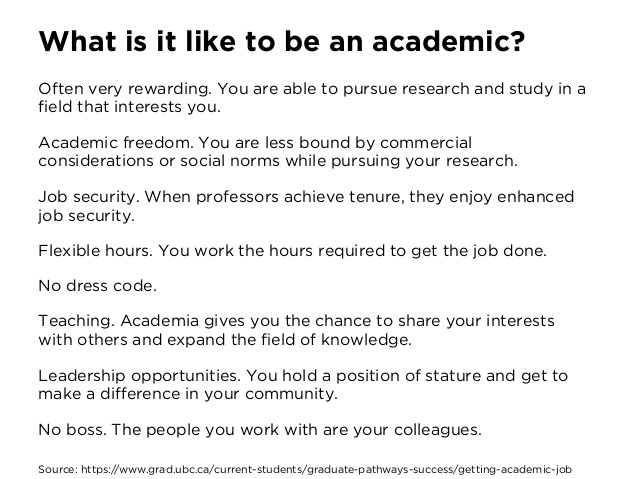 What is it like to be an academic?
Often very rewarding. You are able to pursue research and study in a
field that interests you.
Academic freedom. You are less bound by commercial
considerations or social norms while pursuing your research.
Job security. When professors achieve tenure, they enjoy enhanced
job security.
Flexible hours. You work the hours required to get the job done.
No dress code.
Teaching. Academia gives you the chance to share your interests
with others and expand the field of knowledge.
Leadership opportunities. You hold a position of stature and get to
make a difference in your community.
No boss. The people you work with are your colleagues.
Source: https://www.grad.ubc.ca/current-students/graduate-pathways-success/getting-academic-job